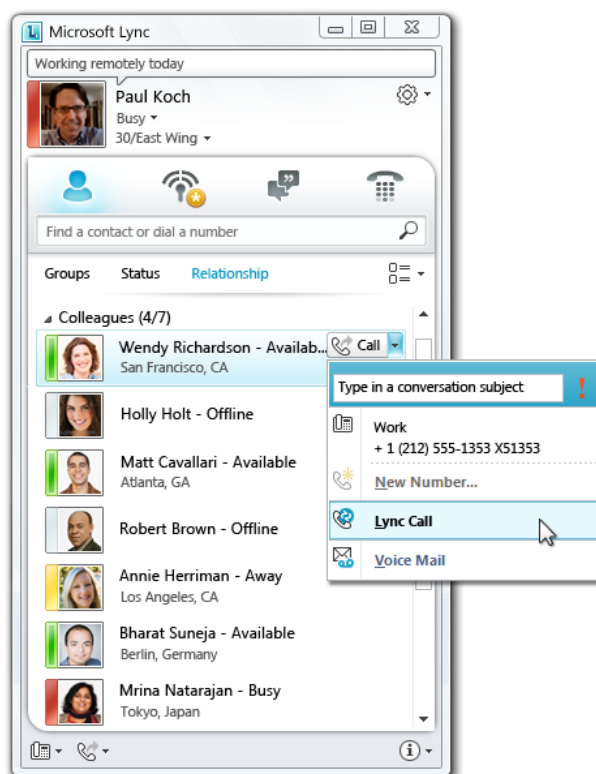 Microsoft Lync
Working remotely today
Paul Koch
Busy
30/East Wing
Find a contact or dial a number
Groups Status Relationship
Colleagues (4/7)
Wendy Richardson - Availab... Call
San Francisco, CA
Type in a conversation subject !
Holly Holt - Offline
Work
+ 1 (212) 555-1353 X51353
Matt Cavallari - Available
Atlanta, GA
New Number...
Robert Brown - Offline
Lync Call
Voice Mail
Annie Herriman - Away
Los Angeles, CA
Bharat Suneja - Available
Berlin, Germany
Mrina Natarajan - Busy
Tokyo, Japan